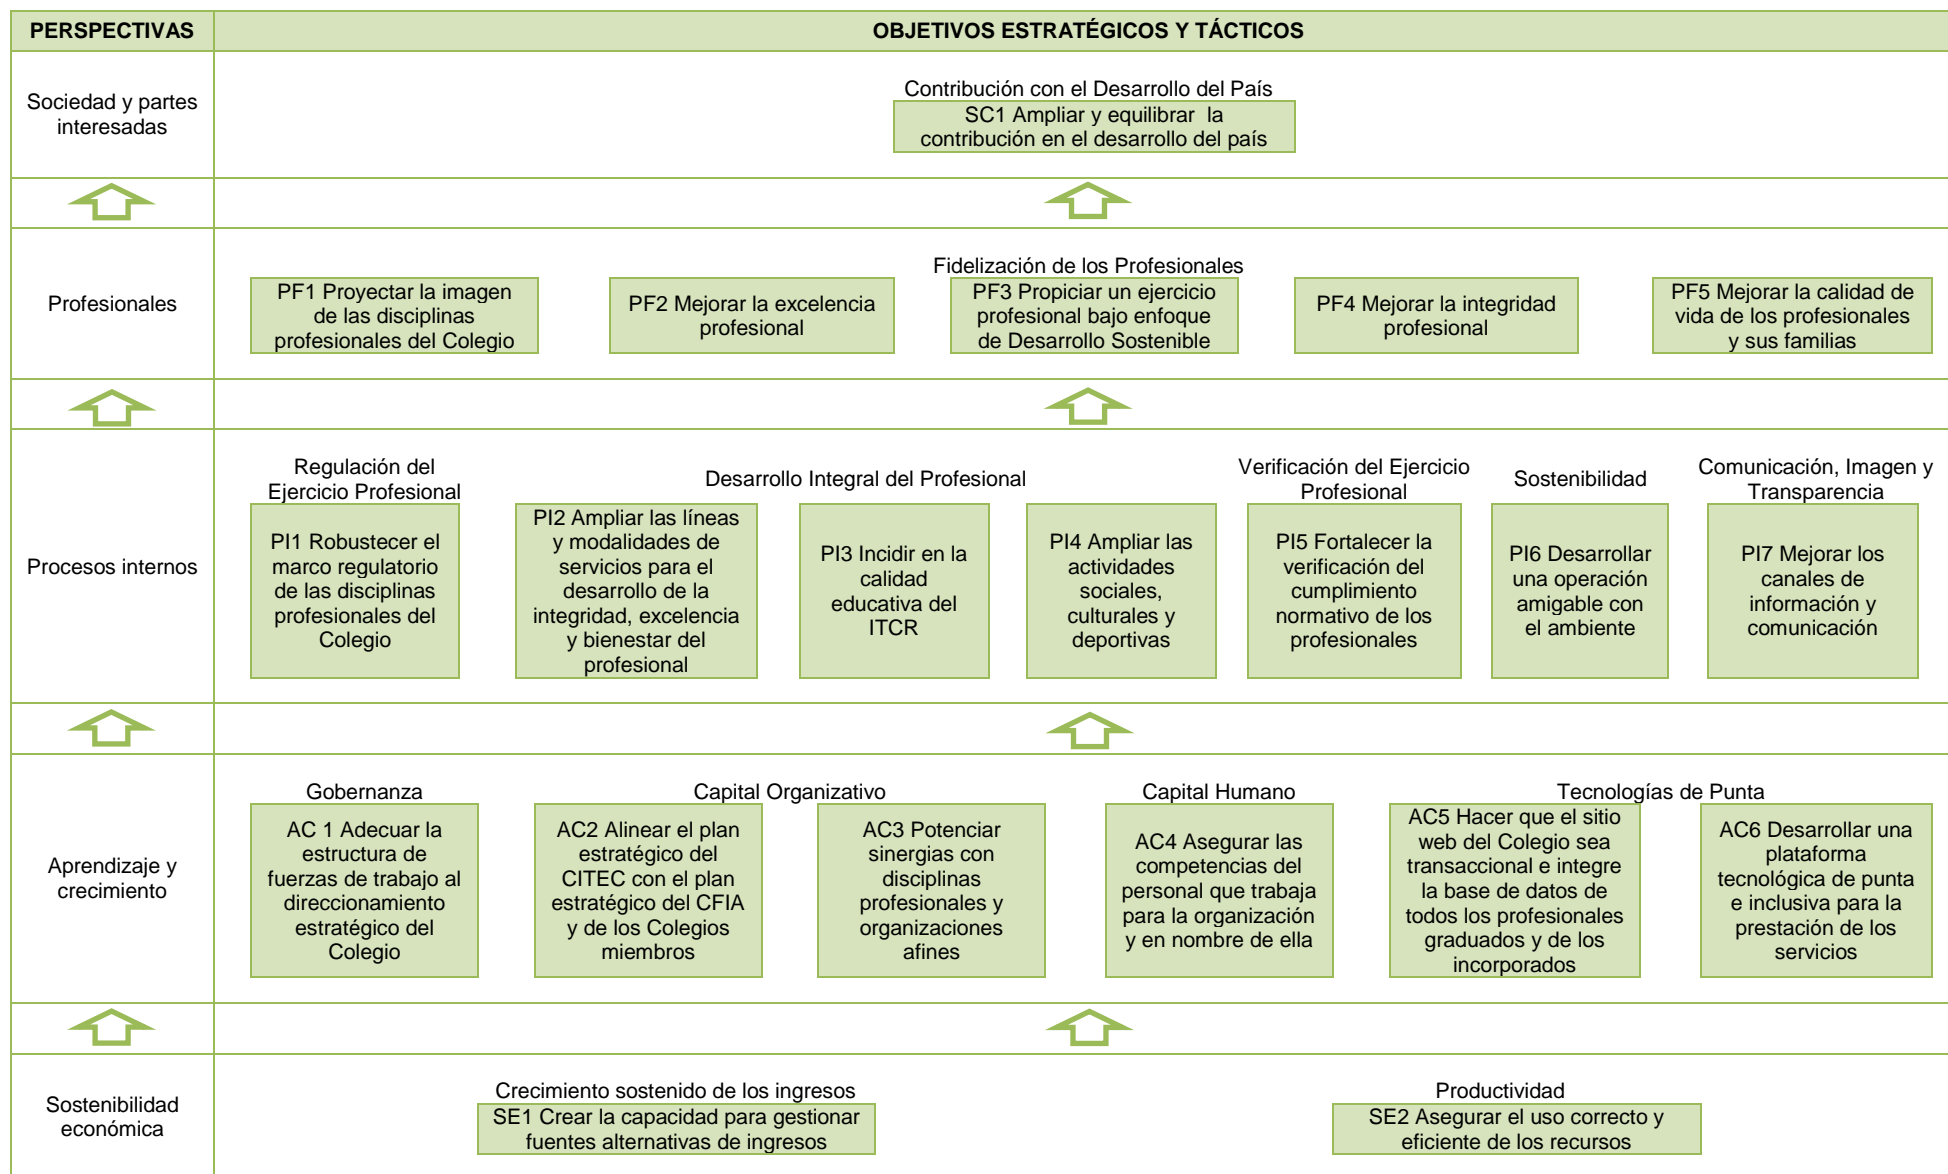 PERSPECTIVAS
OBJETIVOS ESTRATÉGICOS Y TÁCTICOS
Sociedad y partes
interesadas
Contribución con el Desarrollo del País
SC1 Ampliar y equilibrar la
contribución en el desarrollo del país
Profesionales
Fidelización de los Profesionales
PF1 Proyectar la imagen
de las disciplinas
profesionales del Colegio
PF2 Mejorar la excelencia
profesional
PF3 Propiciar un ejercicio
profesional bajo enfoque
de Desarrollo Sostenible
PF4 Mejorar la integridad
profesional
PF5 Mejorar la calidad de
vida de los profesionales
y sus familias
Procesos internos
Regulación del
Ejercicio Profesional
PI1 Robustecer el
marco regulatorio
de las disciplinas
profesionales del
Colegio
Desarrollo Integral del Profesional
PI2 Ampliar las líneas
y modalidades de
servicios para el
desarrollo de la
integridad, excelencia
y bienestar del
profesional
PI3 Incidir en la
calidad
educativa del
ITCR
PI4 Ampliar las
actividades
sociales,
culturales y
deportivas
Verificación del Ejercicio
Profesional
PI5 Fortalecer la
verificación del
cumplimiento
normativo de los
profesionales
Sostenibilidad
PI6 Desarrollar
una operación
amigable con
el ambiente
Comunicación, Imagen y
Transparencia
PI7 Mejorar los
canales de
información y
comunicación
Aprendizaje y
crecimiento
Gobernanza
AC 1 Adecuar la
estructura de
fuerzas de trabajo al
direccionamiento
estratégico del
Colegio
Capital Organizativo
AC2 Alinear el plan
estratégico del
CITEC con el plan
estratégico del CFIA
y de los Colegios
miembros
AC3 Potenciar
sinergias con
disciplinas
profesionales y
organizaciones
afines
Capital Humano
AC4 Asegurar las
competencias del
personal que trabaja
para la organización
y en nombre de ella
Tecnologías de Punta
AC5 Hacer que el sitio
web del Colegio sea
transaccional e integre
la base de datos de
todos los profesionales
graduados y de los
incorporados
AC6 Desarrollar una
plataforma
tecnológica de punta
e inclusiva para la
prestación de los
servicios
Sostenibilidad
económica
Crecimiento sostenido de los ingresos
SE1 Crear la capacidad para gestionar
fuentes alternativas de ingresos
Productividad
SE2 Asegurar el uso correcto y
eficiente de los recursos